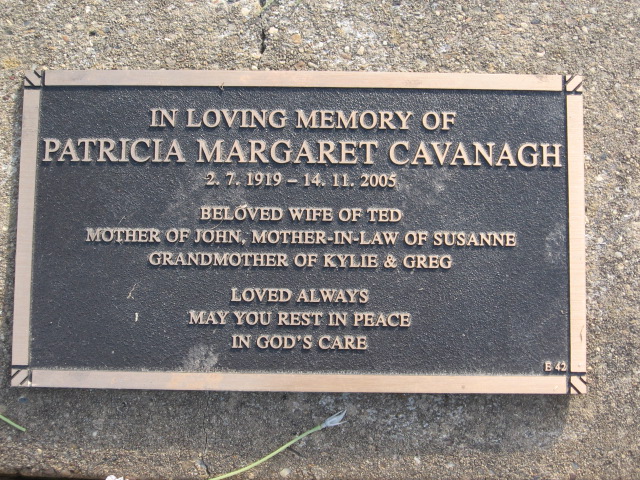 IN LOVING MEMORY OF
PATRICIA MARGARET CAVANAGH
2. 7. 1919 – 14. 11. 2005
BELOVED WIFE OF TED
MOTHER OF JOHN, MOTHER-IN-LAW OF SUSANNE
GRANDMOTHER OF KYLIE & GREG
LOVED ALWAYS
MAY YOU REST IN PEACE
IN GOD'S CARE
E 42